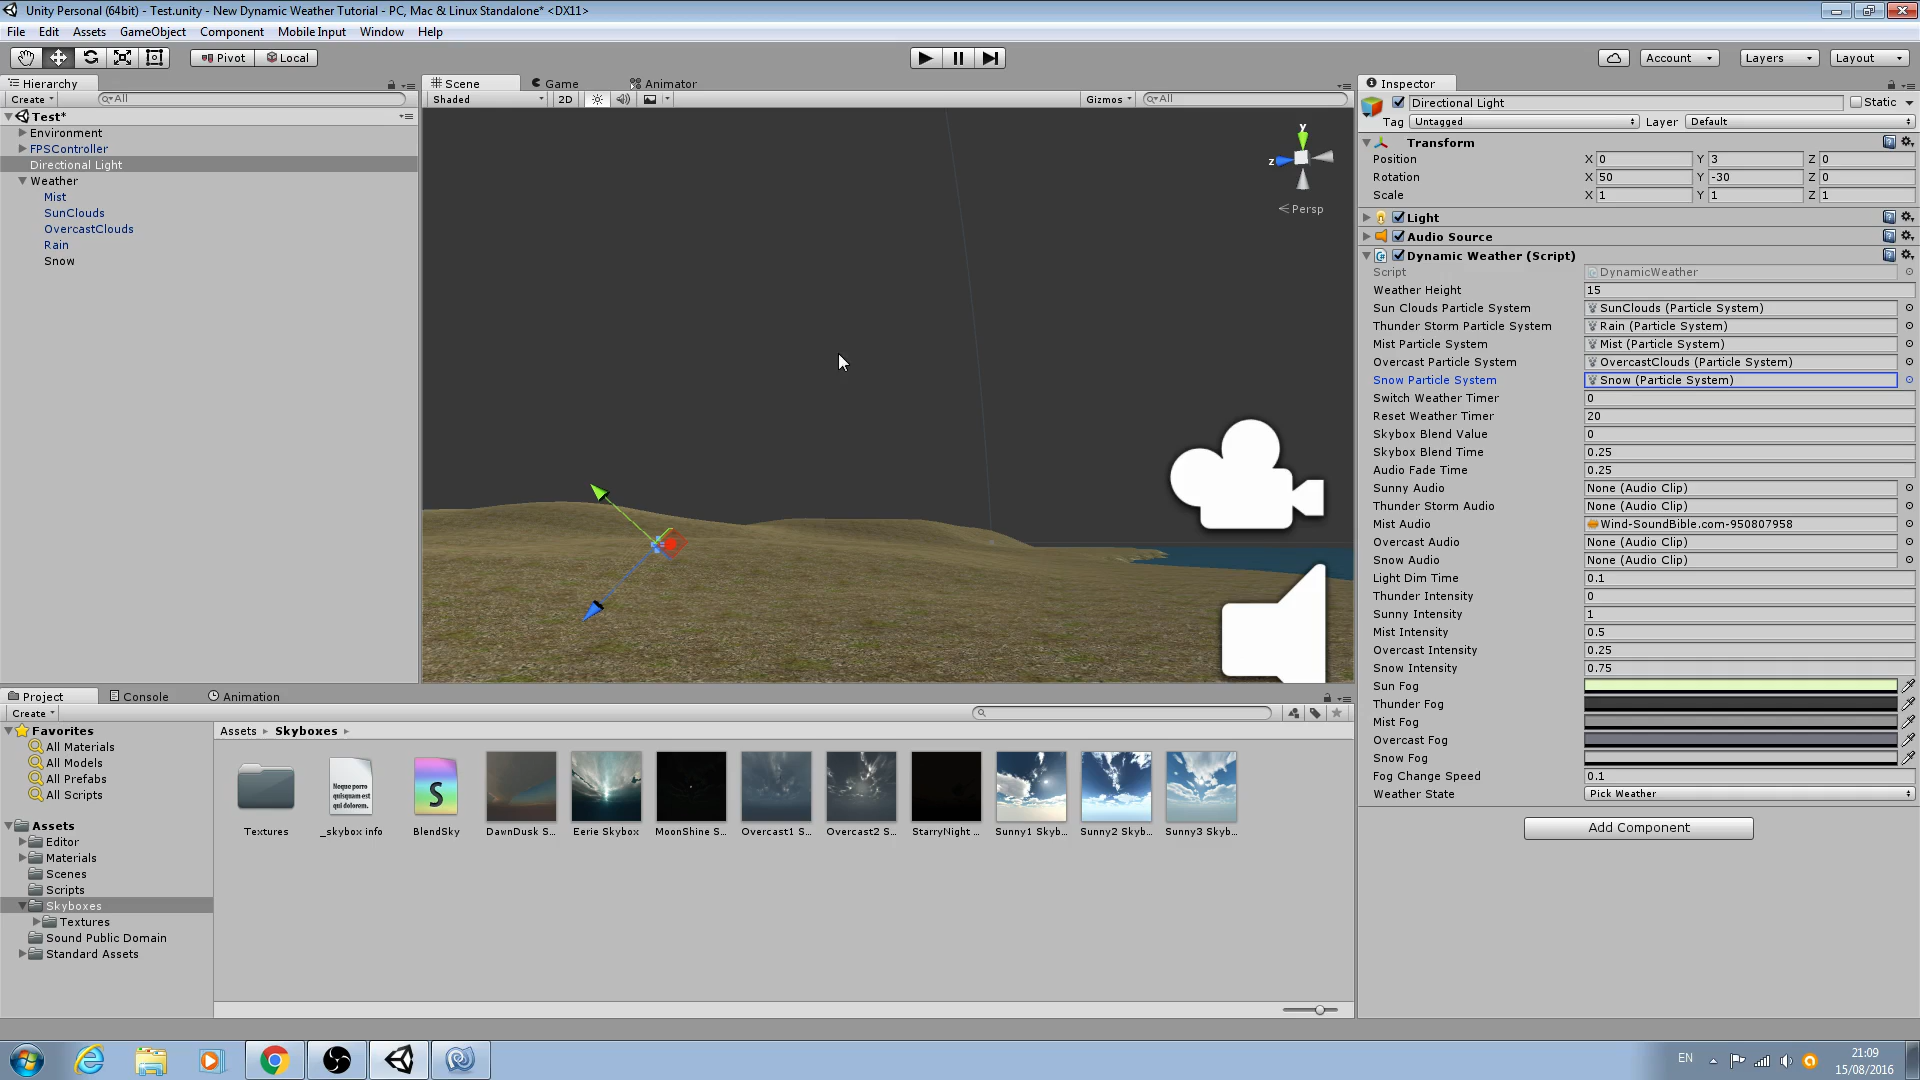 Unity Personal (64bit) - Test.unity - New Dynamic Weather Tutorial - PC, Mac & Linux Standalone* <DX11>
File Edit Assets GameObject Component Mobile Input Window Help
Pivot Local Account Layers Layout
Hierarchy
Create All
Test*
Environment
FPSController
Directional Light
Weather
Mist
SunClouds
OvercastClouds
Rain
Snow
Scene Game Animator
Shaded 2D Gizmos All
y
z
Persp
Inspector
Directional Light Static
Tag Untagged Layer Default
Transform
Position X 0 Y 3 Z 0
Rotation X 50 Y -30 Z 0
Scale X 1 Y 1 Z 1
Light
Audio Source
Dynamic Weather (Script)
Script DynamicWeather
Weather Height 15
Sun Clouds Particle System SunClouds (Particle System)
Thunder Storm Particle System Rain (Particle System)
Mist Particle System Mist (Particle System)
Overcast Particle System OvercastClouds (Particle System)
Snow Particle System Snow (Particle System)
Switch Weather Timer 0
Reset Weather Timer 20
Skybox Blend Value 0
Skybox Blend Time 0.25
Audio Fade Time 0.25
Sunny Audio None (Audio Clip)
Thunder Storm Audio None (Audio Clip)
Mist Audio Wind-SoundBible.com-950807958
Overcast Audio None (Audio Clip)
Snow Audio None (Audio Clip)
Light Dim Time 0.1
Thunder Intensity 0
Sunny Intensity 1
Mist Intensity 0.5
Overcast Intensity 0.25
Snow Intensity 0.75
Sun Fog
Thunder Fog
Mist Fog
Overcast Fog
Snow Fog
Fog Change Speed 0.1
Weather State Pick Weather
Add Component
Project Console Animation
Create
Favorites
All Materials
All Models
All Prefabs
All Scripts
Assets
Editor
Materials
Scenes
Scripts
Skyboxes
Textures
Sound Public Domain
Standard Assets
Assets Skyboxes
Neque porro
quisquam est
qui dolorem.
S
Textures _skybox info BlendSky DawnDusk S... Eerie Skybox MoonShine S... Overcast1 S... Overcast2 S... StarryNight ... Sunny1 Skyb... Sunny2 Skyb... Sunny3 Skyb...
EN
21:09
15/08/2016